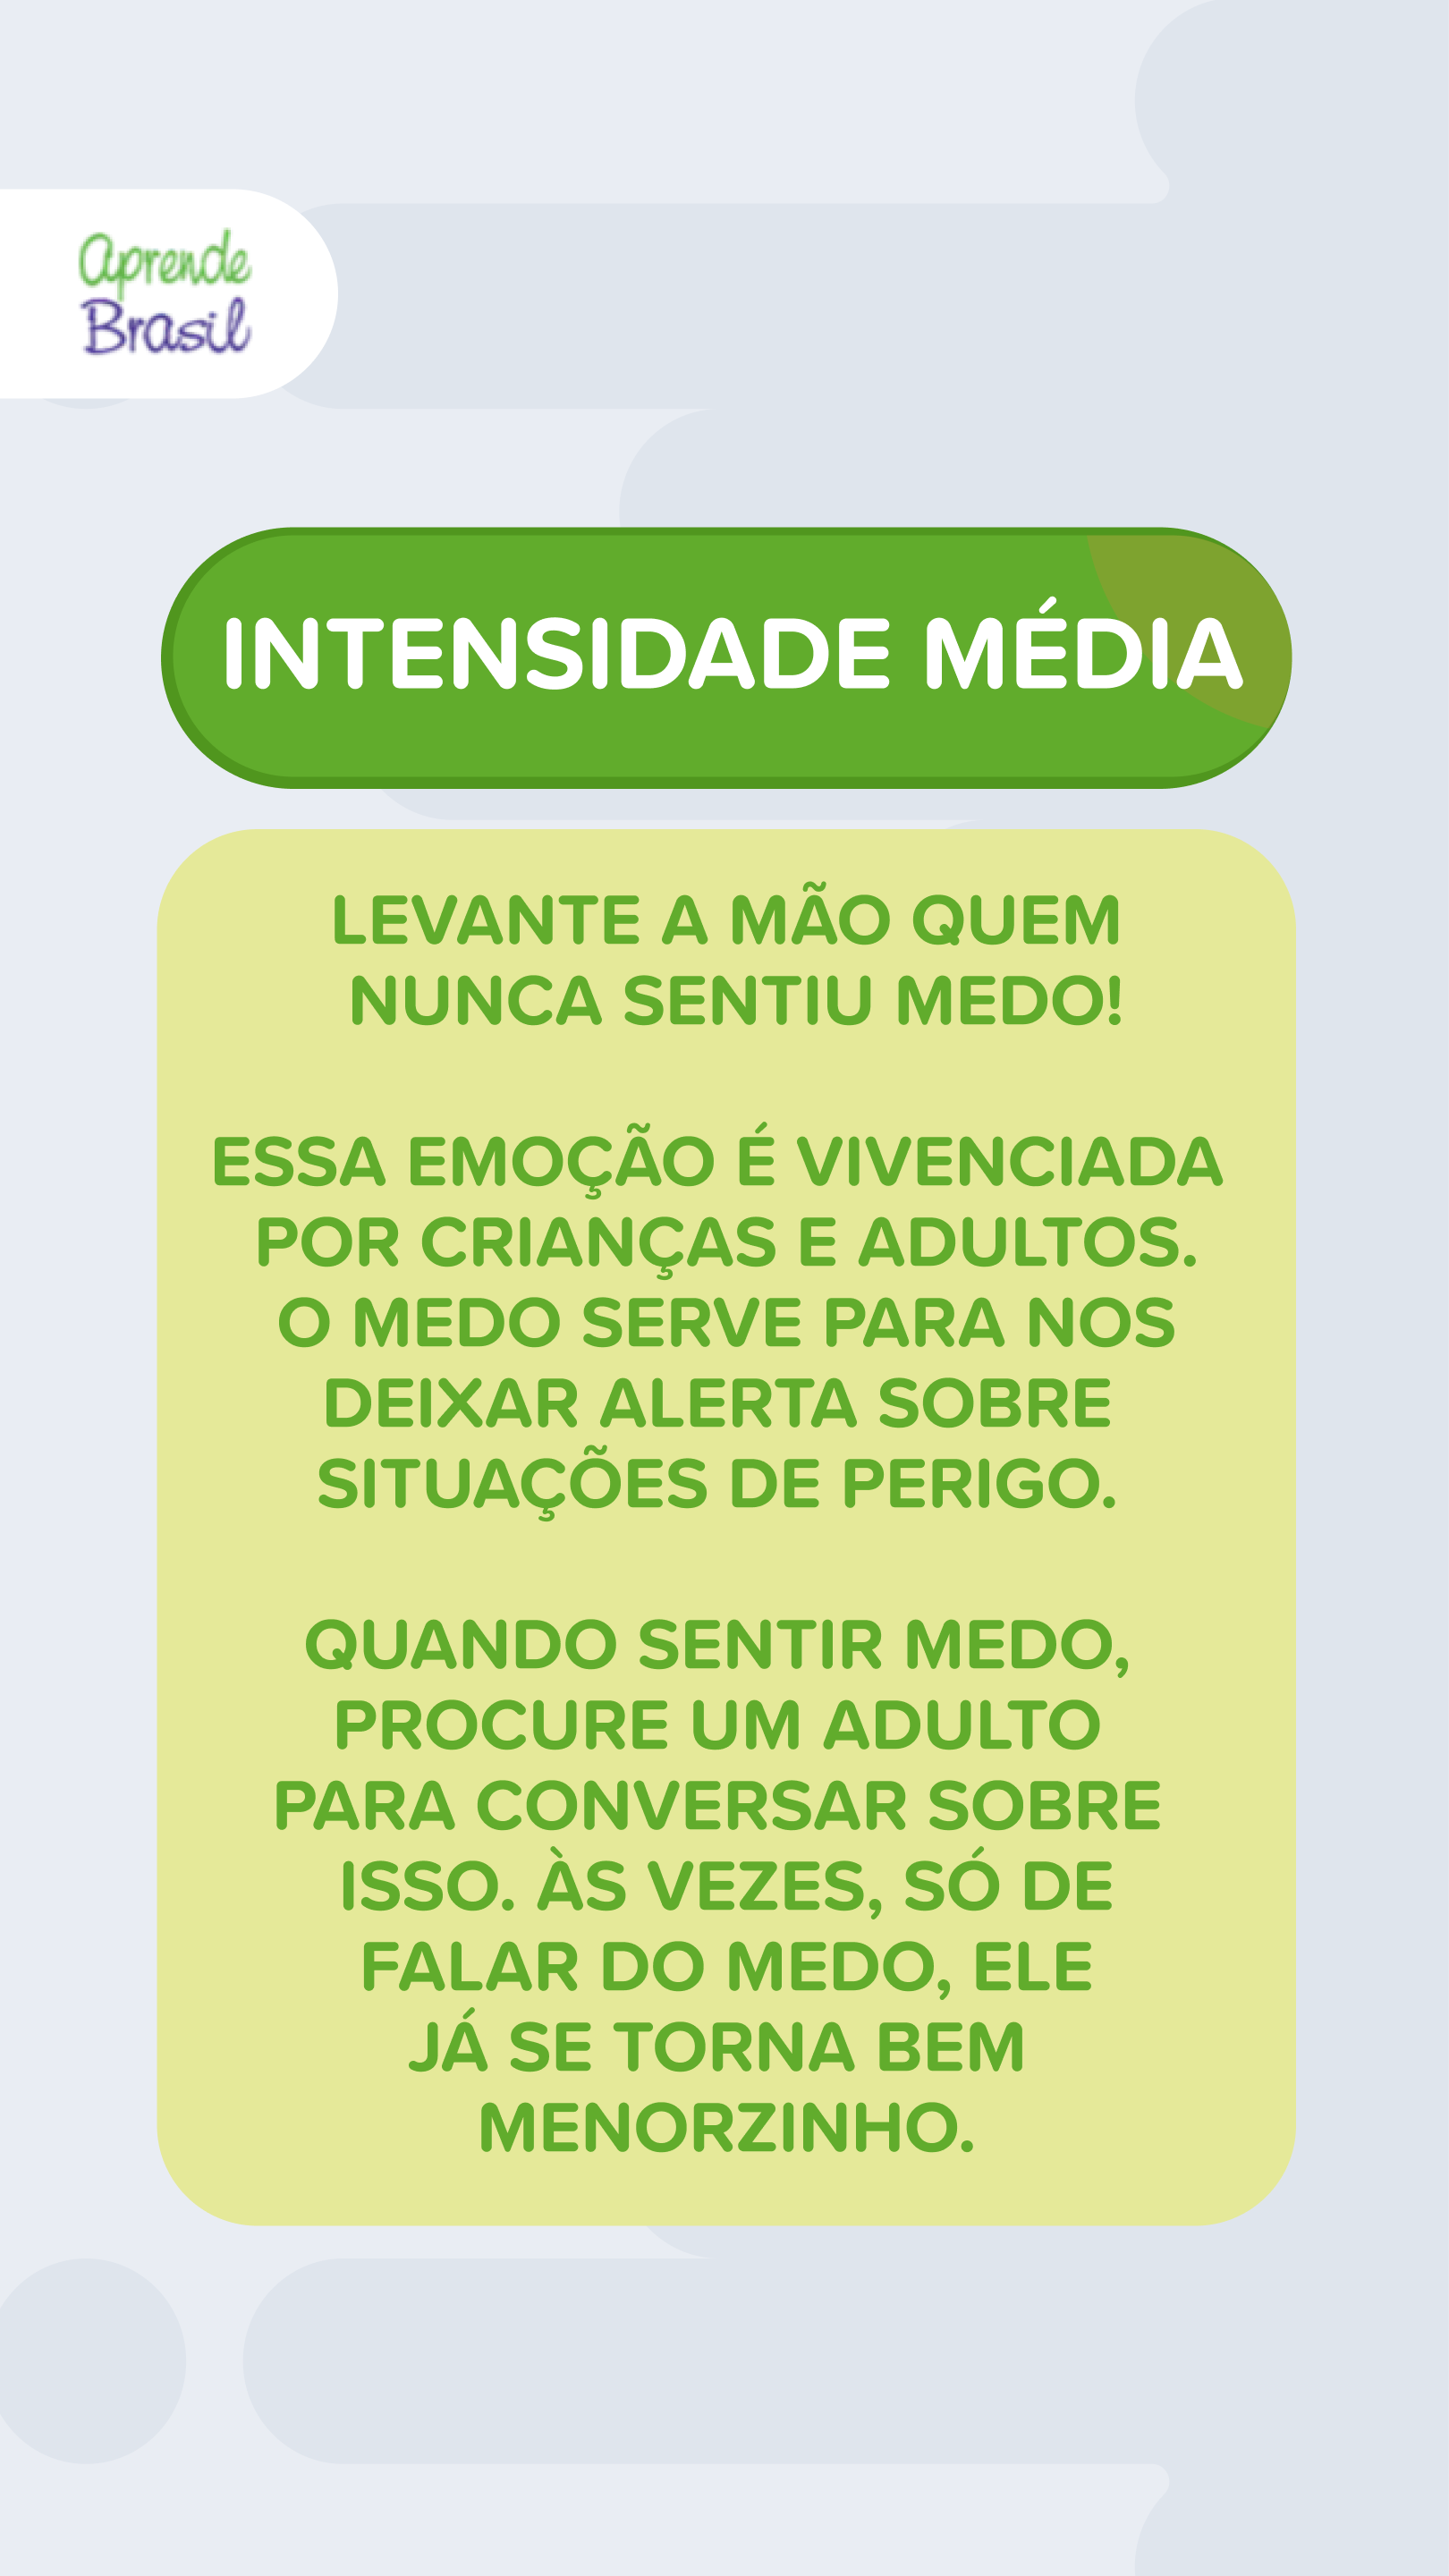 aprende
Brasil
INTENSIDADE MÉDIA
LEVANTE A MÃO QUEM
NUNCA SENTIU MEDO!
ESSA EMOÇÃO É VIVENCIADA
POR CRIANÇAS E ADULTOS.
O MEDO SERVE PARA NOS
DEIXAR ALERTA SOBRE
SITUAÇÕES DE PERIGO.
QUANDO SENTIR MEDO,
PROCURE UM ADULTO
PARA CONVERSAR SOBRE
ISSO. ÀS VEZES, SÓ DE
FALAR DO MEDO, ELE
JÁ SE TORNA BEM
MENORZINHO.